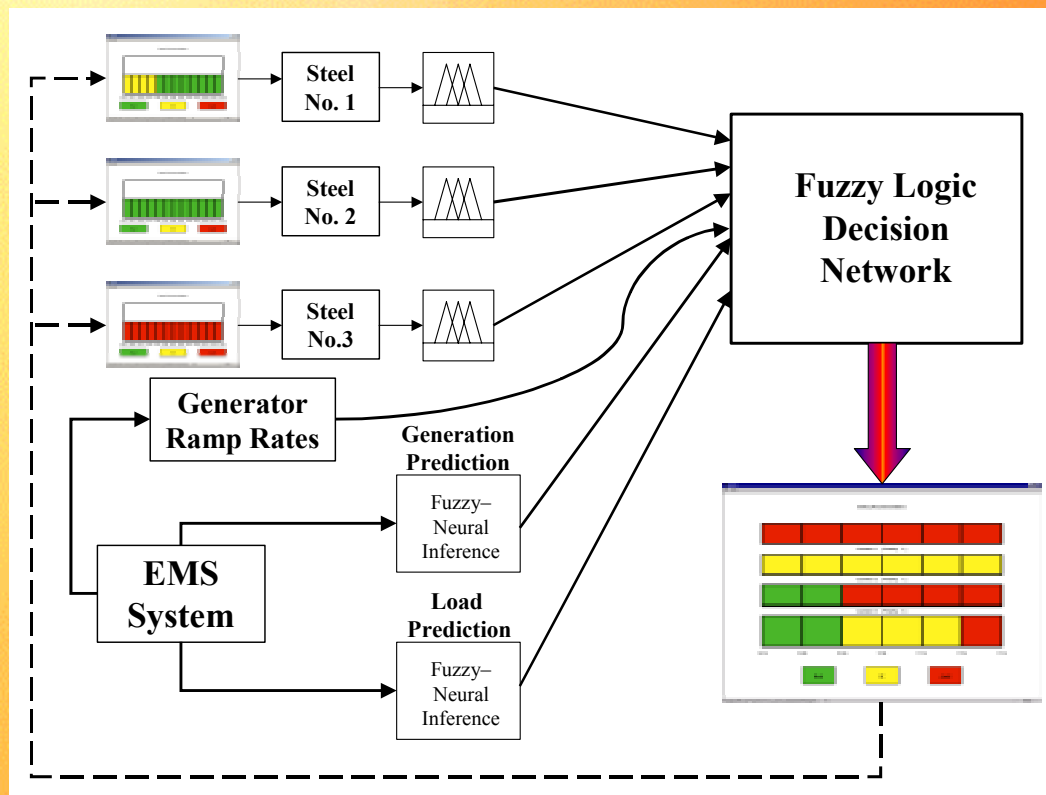 Steel
No. 1
Steel
No. 2
Steel
No.3
Fuzzy Logic
Decision
Network
Generator
Ramp Rates
Generation
Prediction
Fuzzy–
Neural
Inference
EMS
System
Load
Prediction
Fuzzy–
Neural
Inference